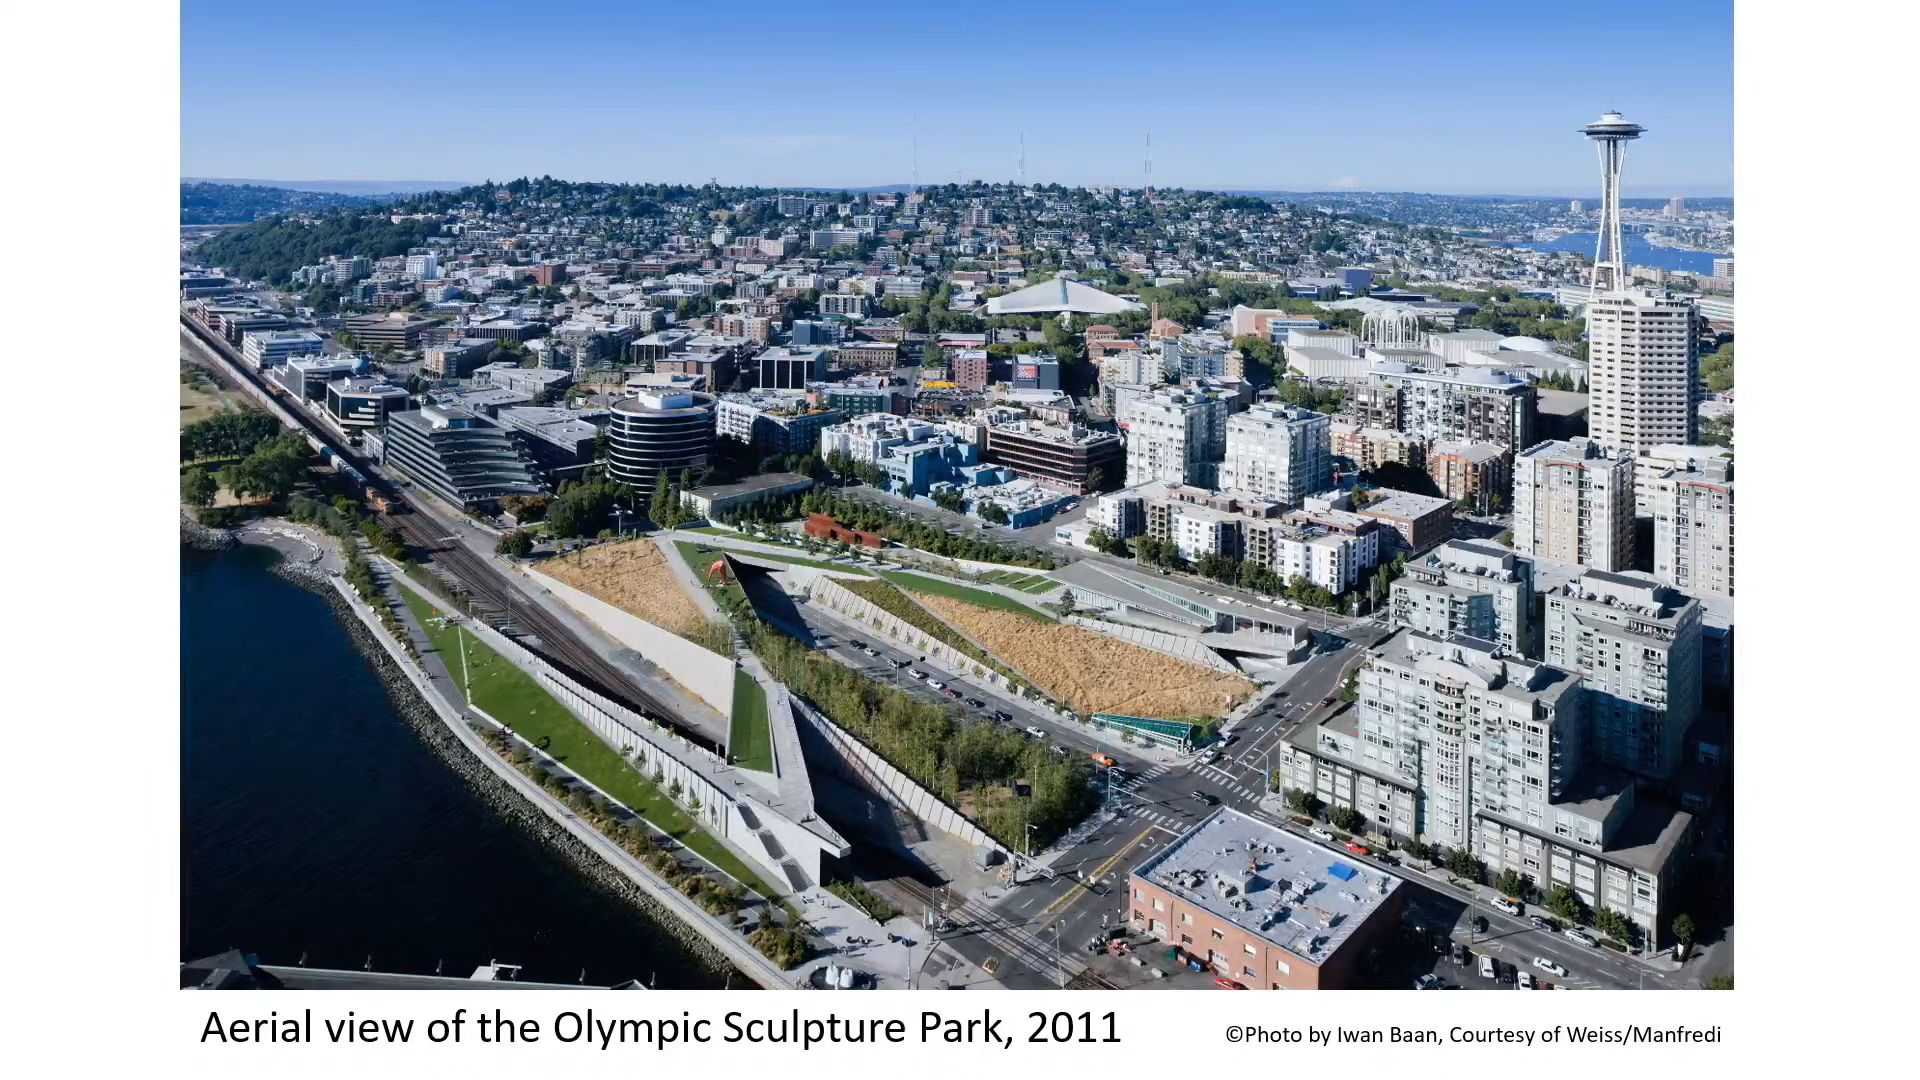 Aerial view of the Olympic Sculpture Park, 2011
©Photo by Iwan Baan, Courtesy of Weiss/Manfredi